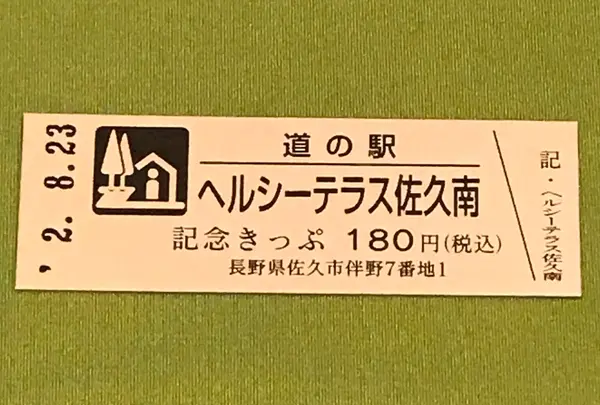 , 2. 8.23
道の駅
ヘルシーテラス佐久南
記念きっぷ 180円(税込)
長野県佐久市伴野7番地1
記・ヘルシーテラス佐久南